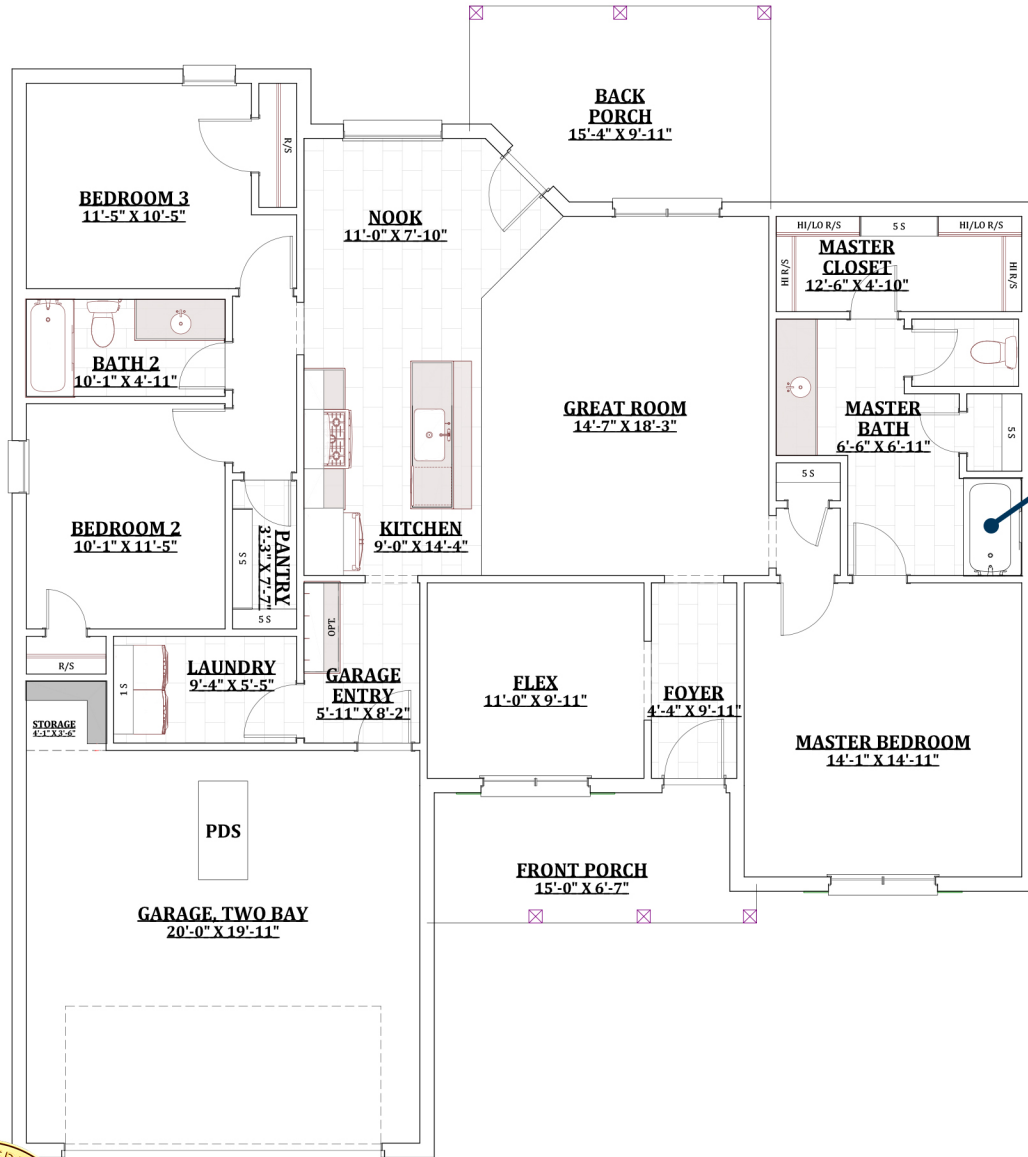 BACK
PORCH
15'-4" X 9'-11"
R/S
BEDROOM 3
11'-5" X 10'-5"
NOOK
11'-0" X 7'-10"
HI/LO R/S
5 S
HI/LO R/S
MASTER
CLOSET
12'-6" X 4'-10"
HI R/S
HI R/S
BATH 2
10'-1" X 4'-11"
GREAT ROOM
14'-7" X 18'-3"
MASTER
BATH
6'-6" X 6'-11"
5 S
5 S
BEDROOM 2
10'-1" X 11'-5"
KITCHEN
9'-0" X 14'-4"
PANTRY
3'-3" X 7'-7"
5 S
5 S
OPT.
R/S
1 S
LAUNDRY
9'-4" X 5'-5"
GARAGE
ENTRY
5'-11" X 8'-2"
FLEX
11'-0" X 9'-11"
FOYER
4'-4" X 9'-11"
STORAGE
4'-1" X 3'-6"
MASTER BEDROOM
14'-1" X 14'-11"
PDS
FRONT PORCH
15'-0" X 6'-7"
GARAGE, TWO BAY
20'-0" X 19'-11"